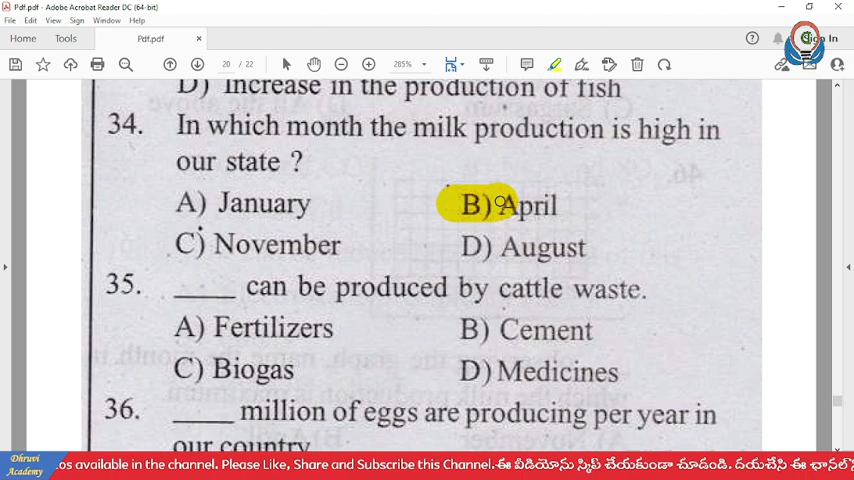 Pdf.pdf - Adobe Acrobat Reader DC (64-bit)
File Edit View Sign Window Help
Home Tools Pdf.pdf × Sign In
20 / 22 285%
D) Increase in the production of fish
34. In which month the milk production is high in
our state ?
A) January B) April
C) November D) August
35. ____ can be produced by cattle waste.
A) Fertilizers B) Cement
C) Biogas D) Medicines
36. ____ million of eggs are producing per year in
our country
Dhruvi
Academy
os available in the channel. Please Like, Share and Subscribe this Channel.ఈ వీడియోను స్కిప్ చేయకుండా చూడండి. దయచేసి ఈ ఛానల్‌